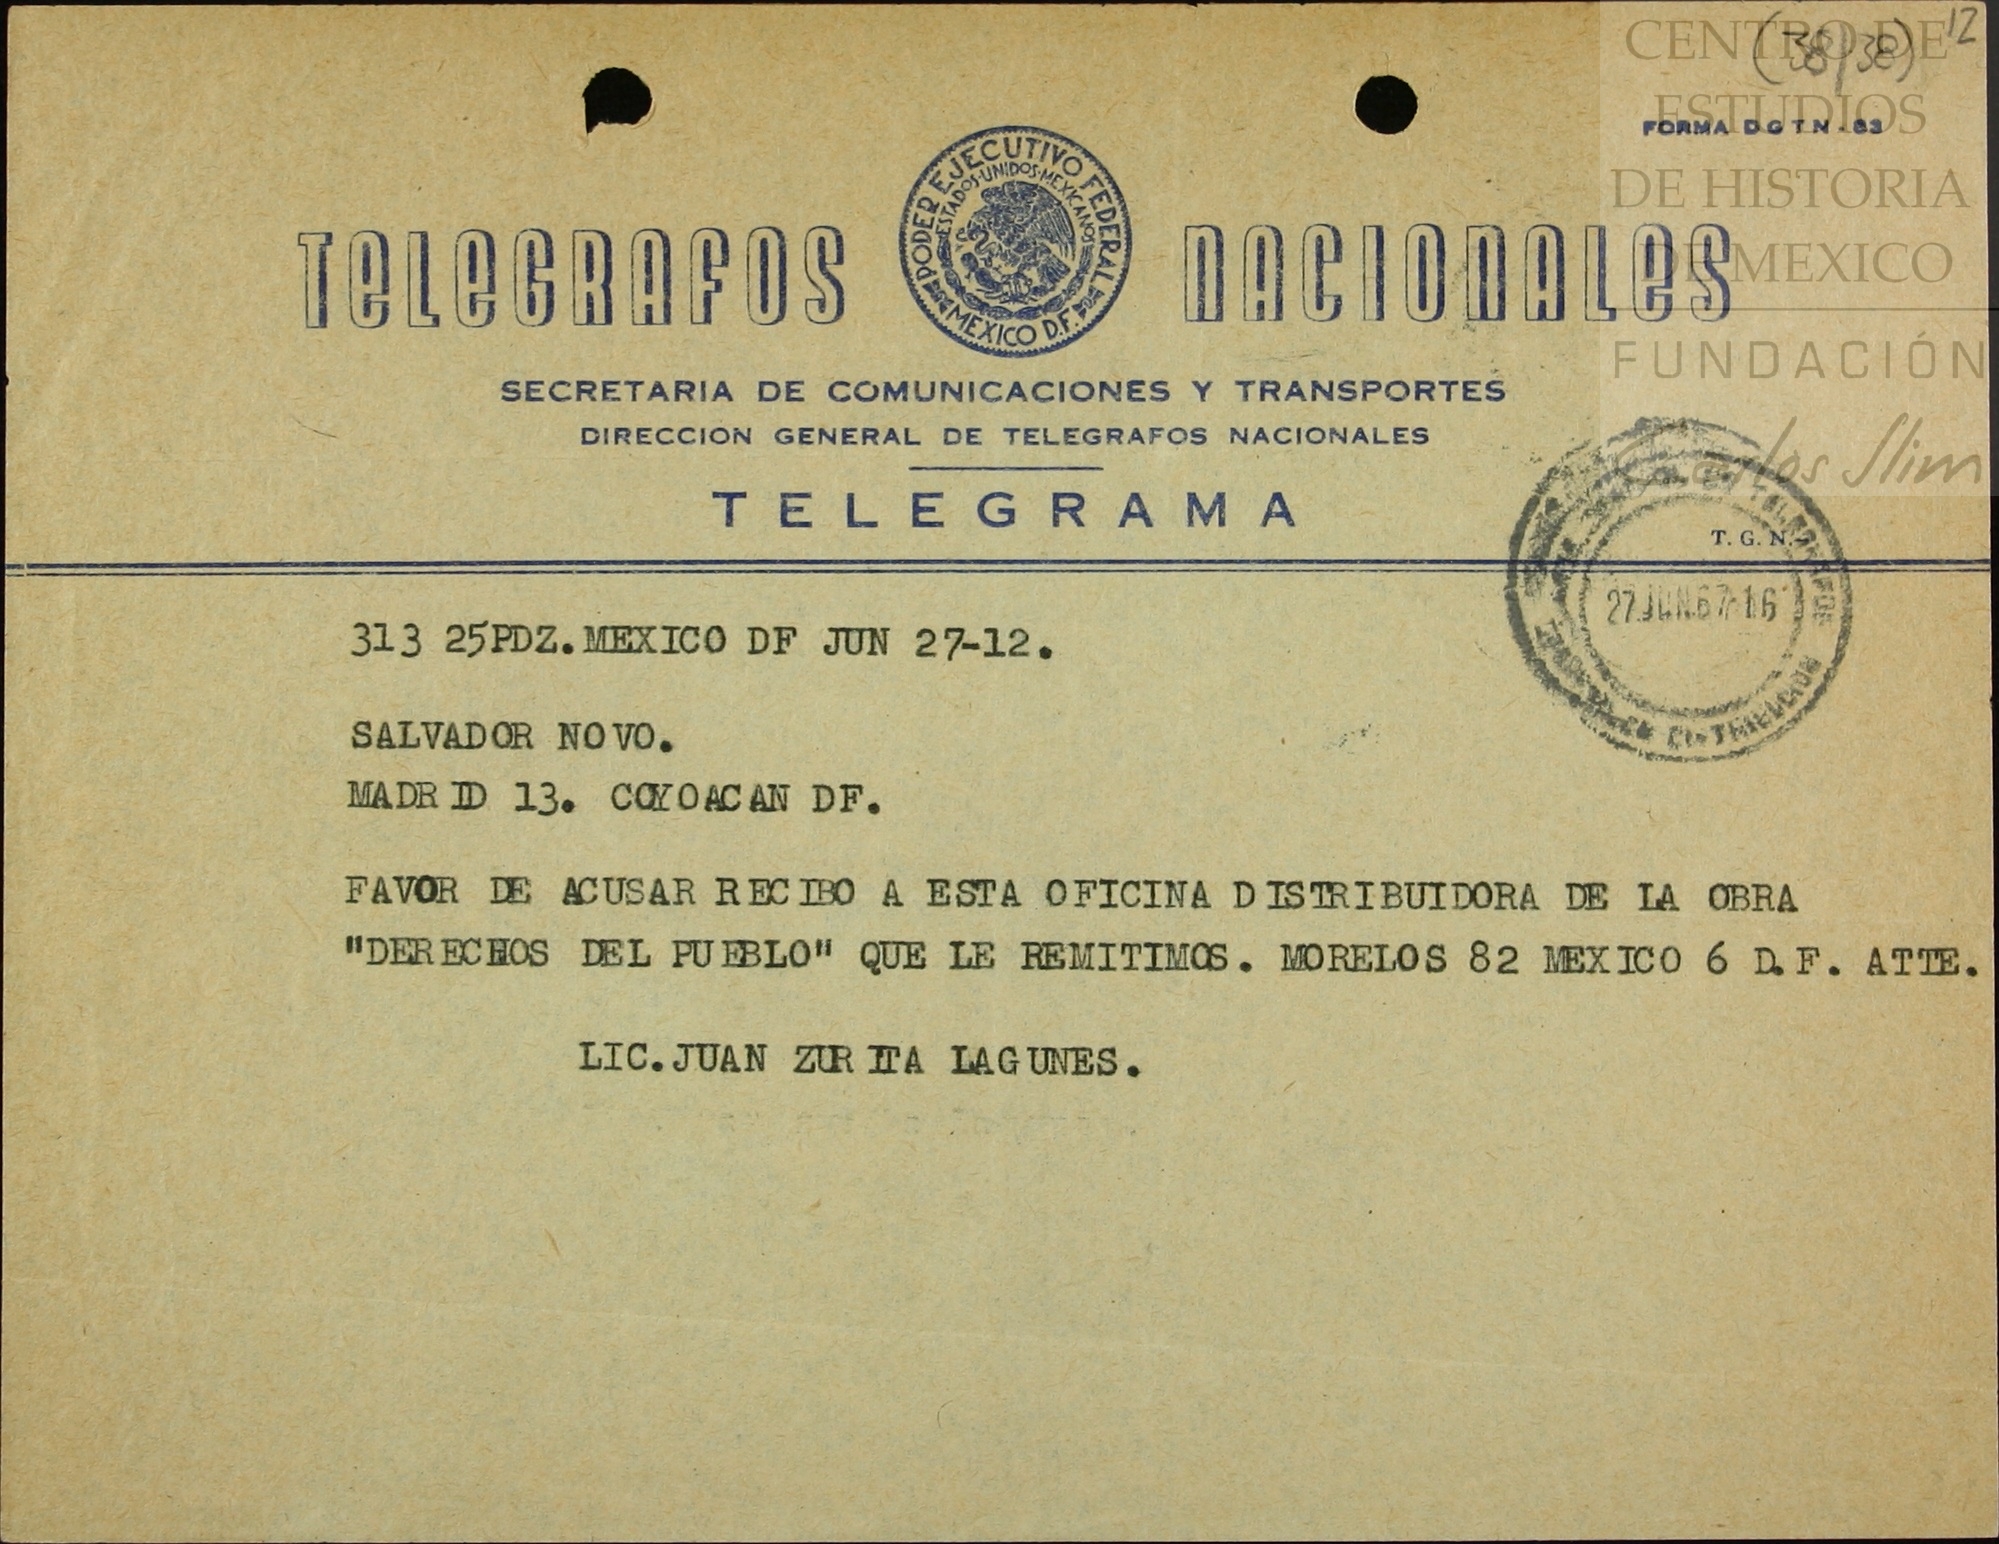 12
(38/38)
CENTRO DE
ESTUDIOS
DE HISTORIA
DE MEXICO
FUNDACIÓN
Carlos Slim
FORMA D G T N - 83
TELEGRAFOS NACIONALES
PODER EJECUTIVO FEDERAL
ESTADOS UNIDOS MEXICANOS
MEXICO D.F.
SECRETARIA DE COMUNICACIONES Y TRANSPORTES
DIRECCION GENERAL DE TELEGRAFOS NACIONALES
TELEGRAMA
T. G. N.-
27 JUN.67-16
313 25PDZ.MEXICO DF JUN 27-12.
SALVADOR NOVO.
MADRID 13. COYOACAN DF.
FAVOR DE ACUSAR RECIBO A ESTA OFICINA DISTRIBUIDORA DE LA OBRA
"DERECHOS DEL PUEBLO" QUE LE REMITIMOS. MORELOS 82 MEXICO 6 D.F. ATTE.
LIC.JUAN ZURITA LAGUNES.